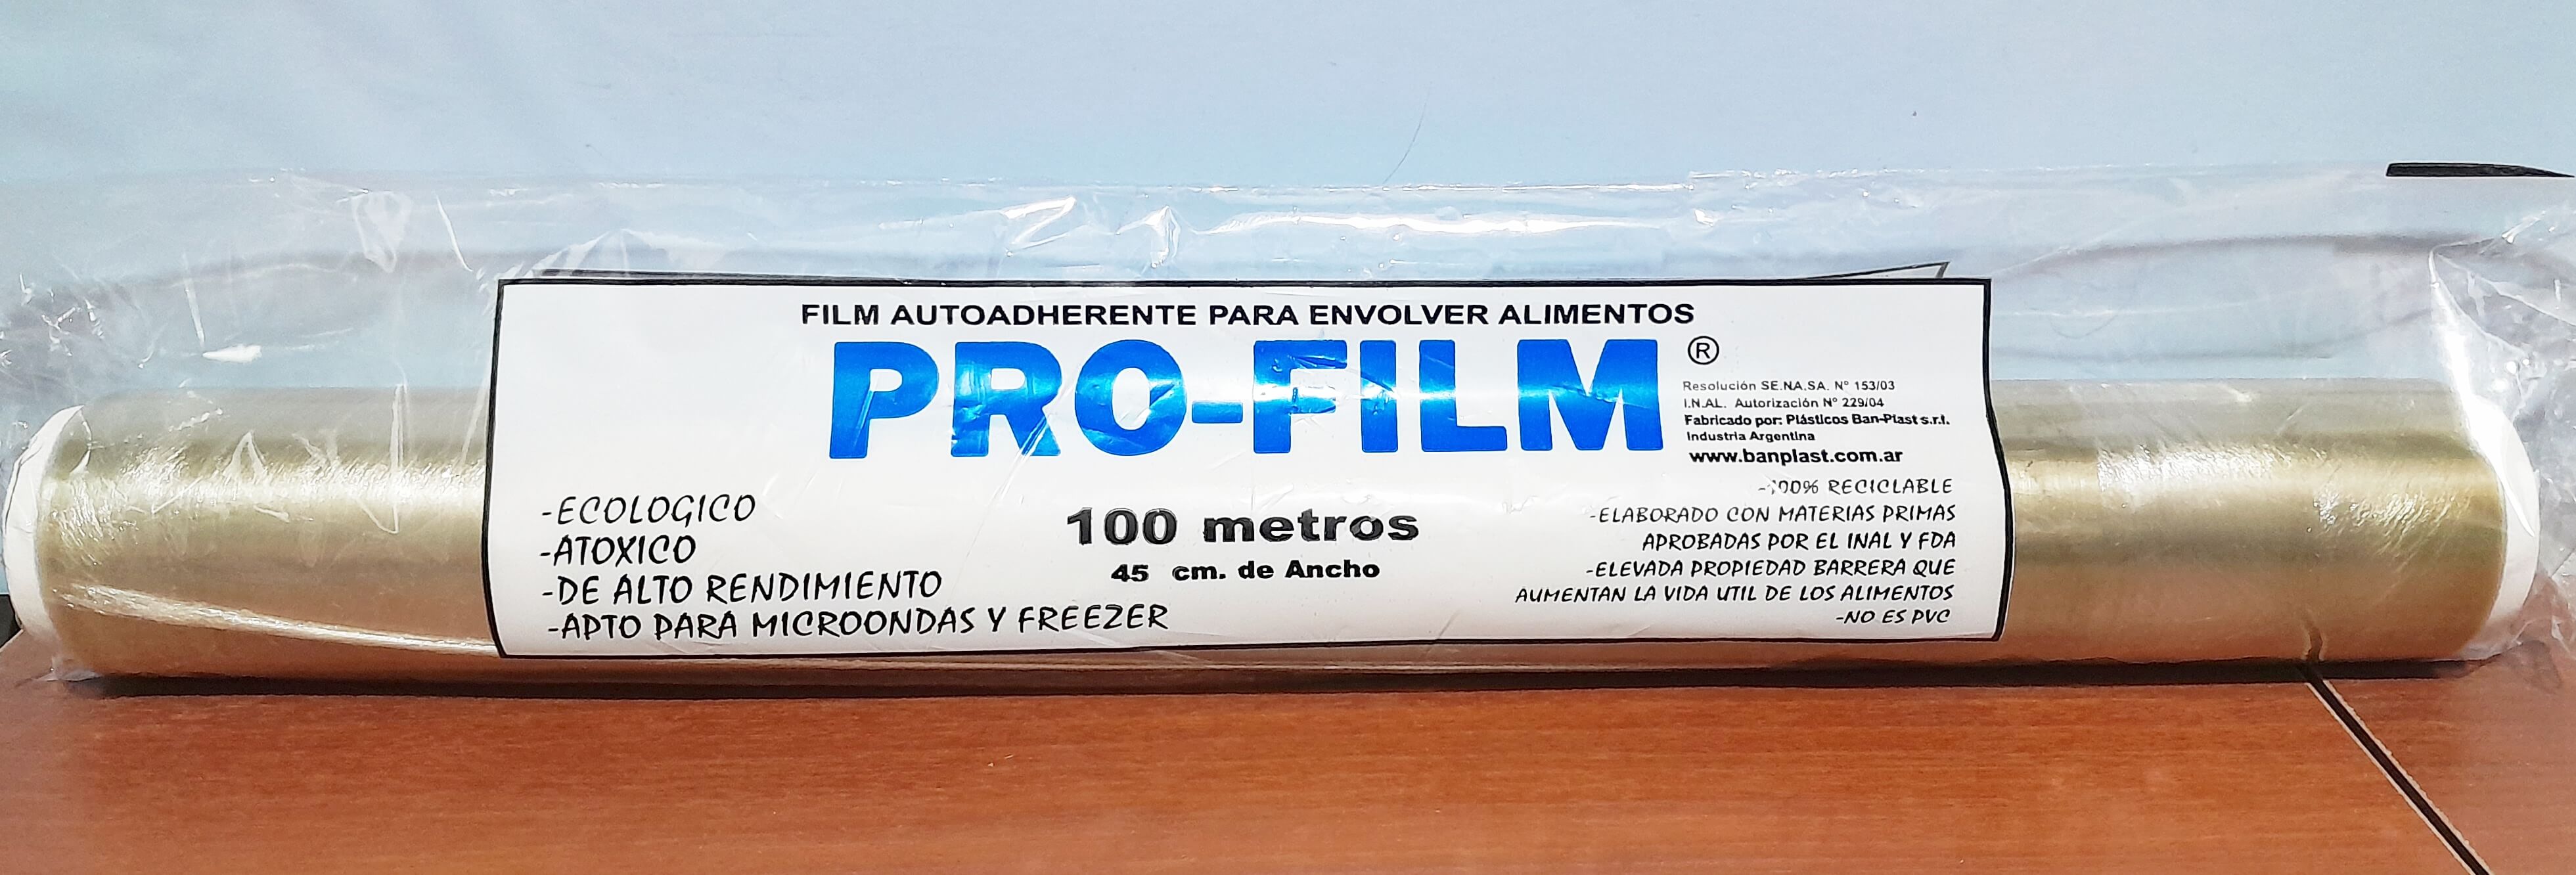 FILM AUTOADHERENTE PARA ENVOLVER ALIMENTOS
PRO-FILM ®
Resolución SE.NA.SA. Nº 153/03
I.N.AL. Autorización Nº 229/04
Fabricado por: Plásticos Ban-Plast s.r.l.
Industria Argentina
www.banplast.com.ar
-ECOLOGICO
-ATOXICO
-DE ALTO RENDIMIENTO
-APTO PARA MICROONDAS Y FREEZER
100 metros
45 cm. de Ancho
-100% RECICLABLE
-ELABORADO CON MATERIAS PRIMAS
APROBADAS POR EL INAL Y FDA
-ELEVADA PROPIEDAD BARRERA QUE
AUMENTAN LA VIDA UTIL DE LOS ALIMENTOS
-NO ES PVC